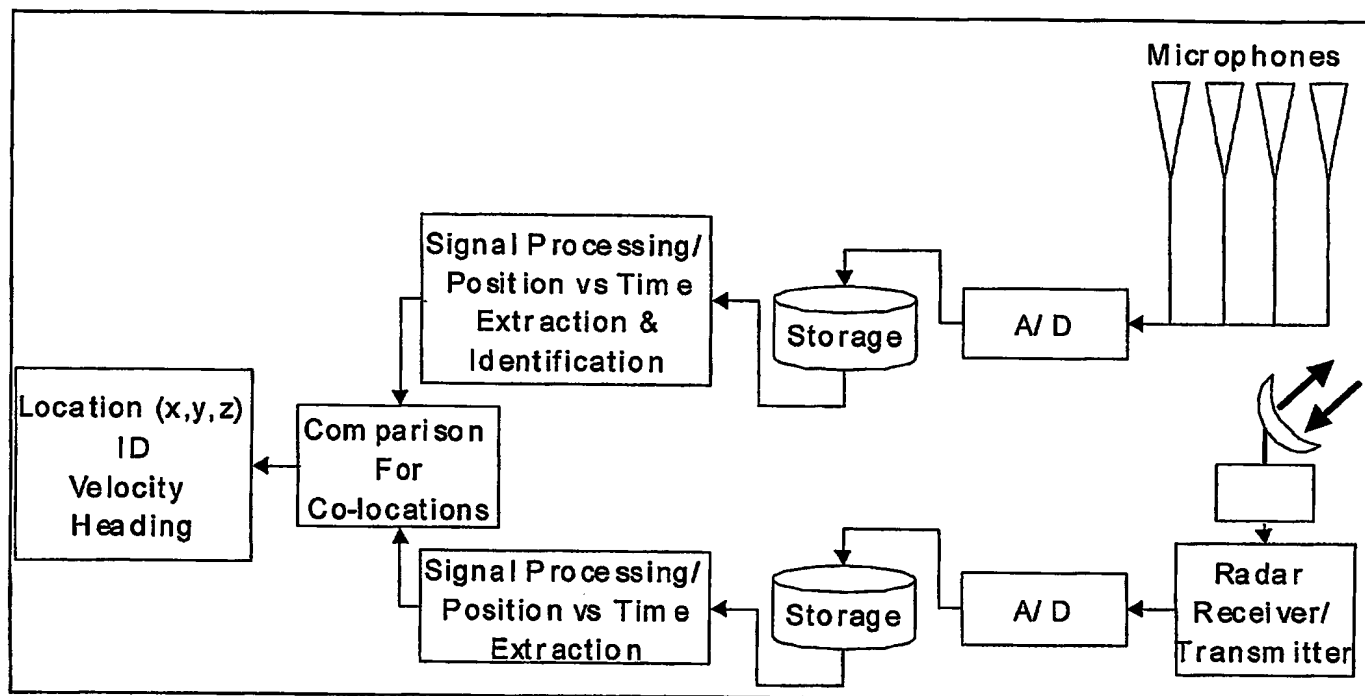 Microphones
Signal Processing/
Position vs Time
Extraction &
Identification
Storage
A/D
Location (x,y,z)
ID
Velocity
Heading
Comparison
For
Co-locations
Signal Processing/
Position vs Time
Extraction
Storage
A/D
Radar
Receiver/
Transmitter